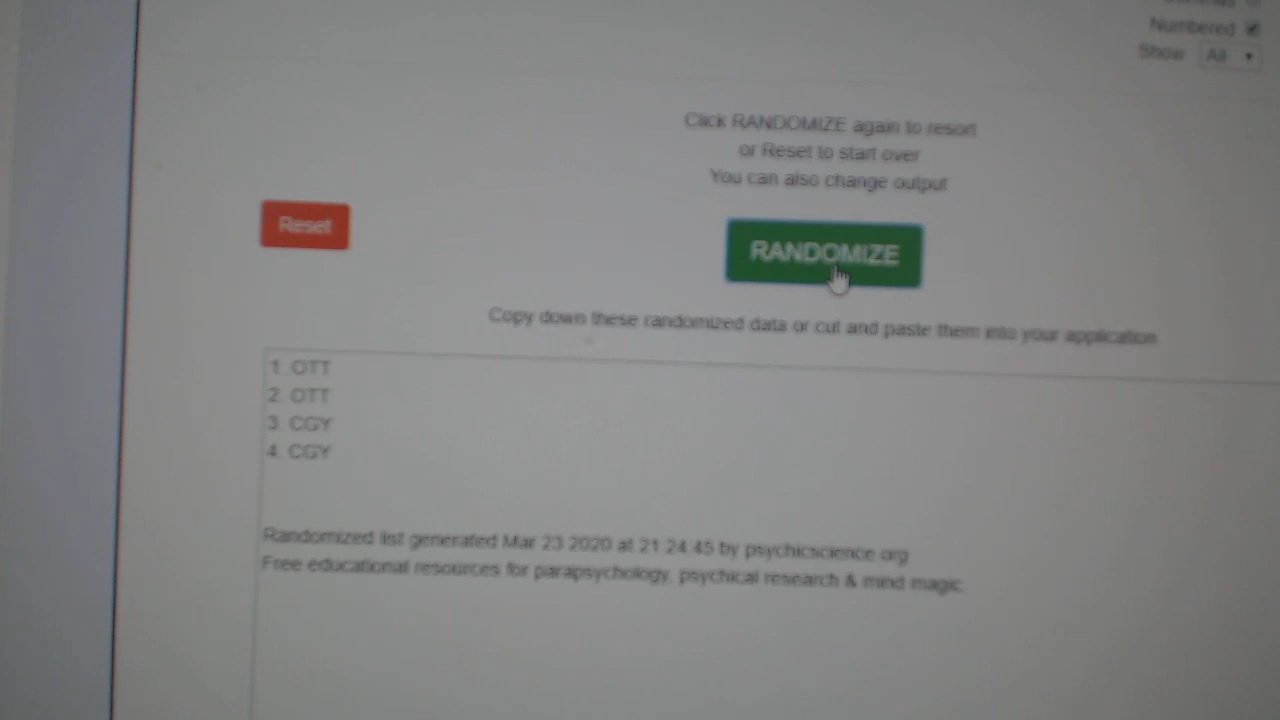 Numbered
Show All
Click RANDOMIZE again to resort
or Reset to start over
You can also change output
Reset
RANDOMIZE
Copy down these randomized data or cut and paste them into your application
1. OTT
2. OTT
3. CGY
4. CGY
Randomized list generated Mar 23 2020 at 21:24:45 by psychicscience.org
Free educational resources for parapsychology, psychical research & mind magic.